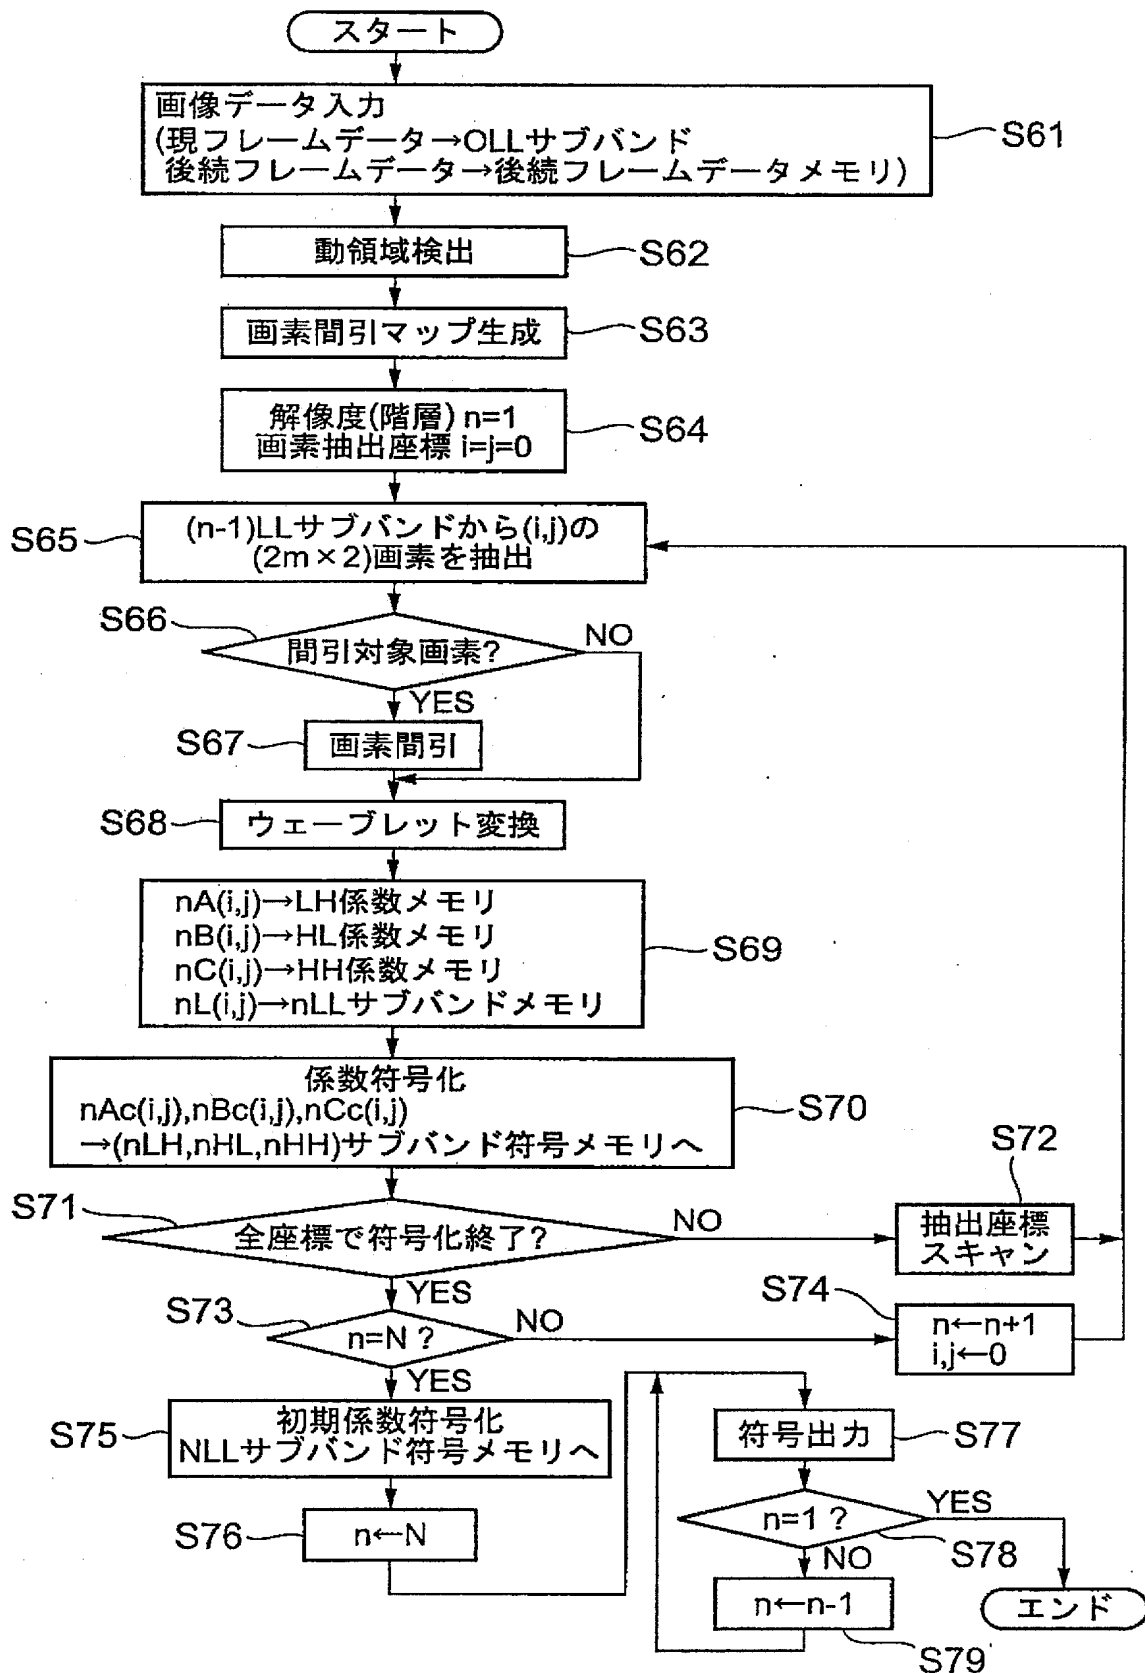 スタート
画像データ入力
(現フレームデータ→OLLサブバンド
後続フレームデータ→後続フレームデータメモリ)
S61
動領域検出
S62
画素間引マップ生成
S63
解像度(階層) n=1
画素抽出座標 i=j=0
S64
S65
(n-1)LLサブバンドから(i,j)の
(2m×2)画素を抽出
S66
間引対象画素?
NO
YES
S67
画素間引
S68
ウェーブレット変換
nA(i,j)→LH係数メモリ
nB(i,j)→HL係数メモリ
nC(i,j)→HH係数メモリ
nL(i,j)→nLLサブバンドメモリ
S69
係数符号化
nAc(i,j),nBc(i,j),nCc(i,j)
→(nLH,nHL,nHH)サブバンド符号メモリへ
S70
S71
全座標で符号化終了?
NO
YES
S72
抽出座標
スキャン
S73
n=N ?
NO
YES
S74
n←n+1
i,j←0
S75
初期係数符号化
NLLサブバンド符号メモリへ
S76
n←N
符号出力
S77
n=1 ?
YES
S78
NO
n←n-1
S79
エンド